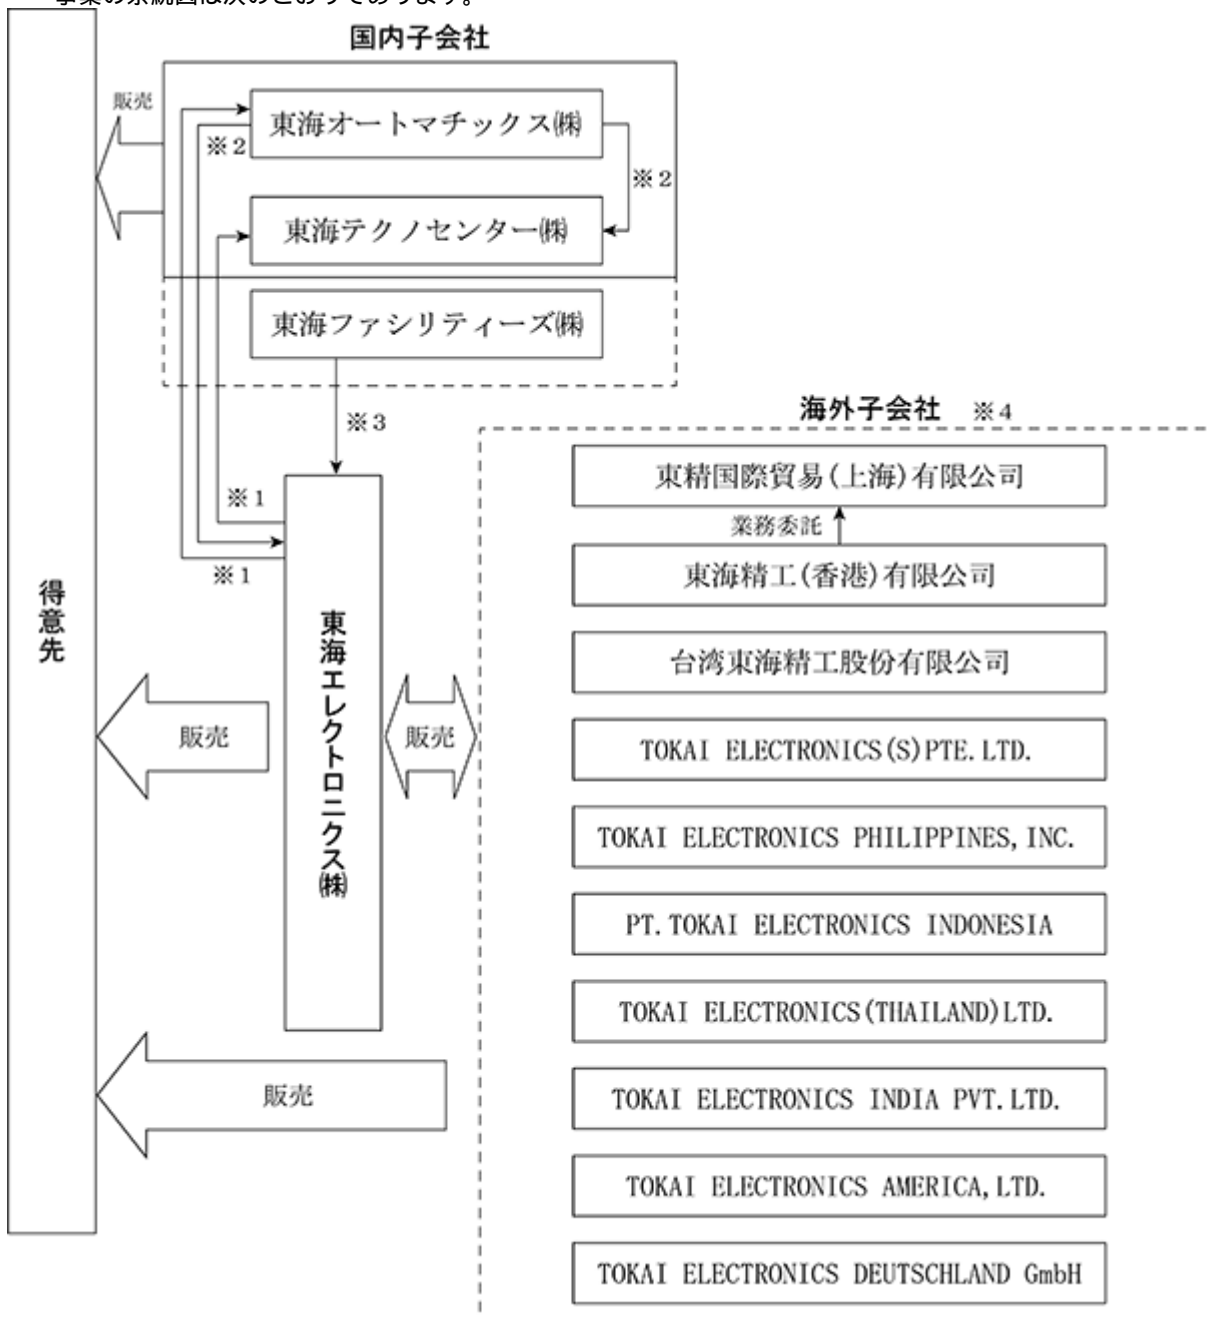 事業の系統図は次のとおりであります。
国内子会社
販売
東海オートマチックス㈱
※2
※2
東海テクノセンター㈱
東海ファシリティーズ㈱
※3
海外子会社 ※4
東精国際貿易(上海)有限公司
※1
業務委託
※1
東海精工(香港)有限公司
得意先
東海エレクトロニクス㈱
台湾東海精工股份有限公司
販売
販売
TOKAI ELECTRONICS(S)PTE.LTD.
TOKAI ELECTRONICS PHILIPPINES,INC.
PT.TOKAI ELECTRONICS INDONESIA
TOKAI ELECTRONICS(THAILAND)LTD.
販売
TOKAI ELECTRONICS INDIA PVT.LTD.
TOKAI ELECTRONICS AMERICA,LTD.
TOKAI ELECTRONICS DEUTSCHLAND GmbH